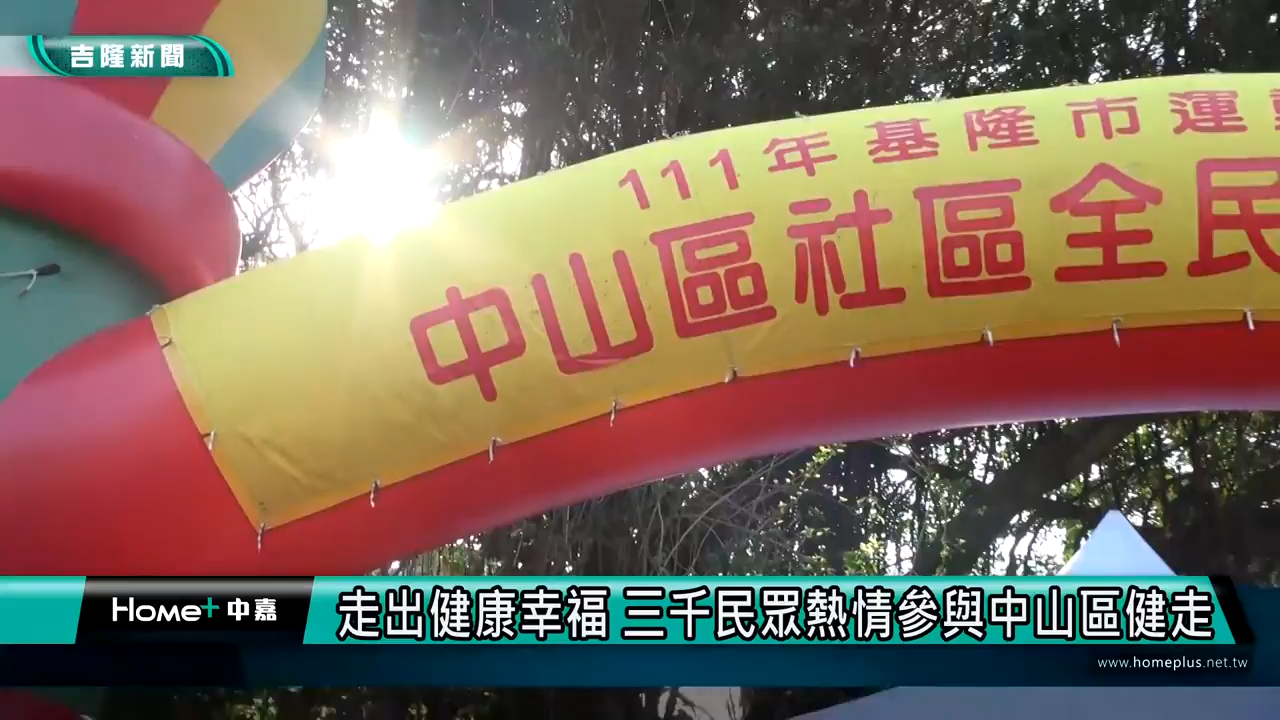 吉隆新聞
111年基隆市運
中山區社區全民
Home+中嘉
走出健康幸福 三千民眾熱情參與中山區健走
www.homeplus.net.tw